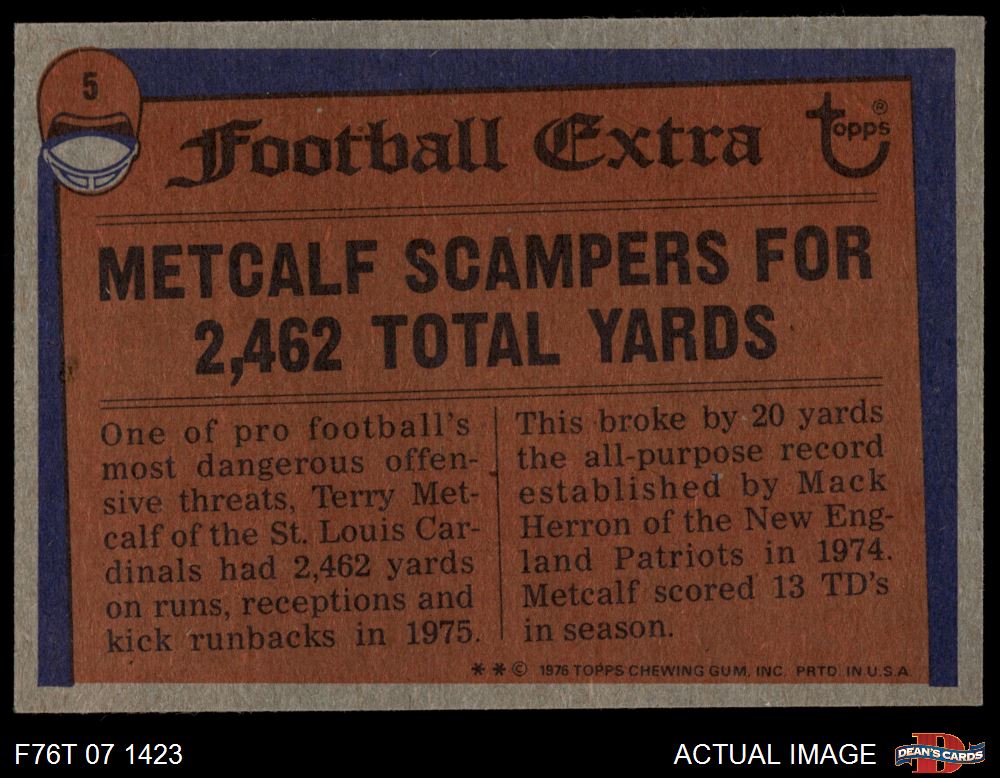 5
Football Extra
Topps ®
METCALF SCAMPERS FOR
2,462 TOTAL YARDS
One of pro football's
most dangerous offen-
sive threats, Terry Met-
calf of the St. Louis Car-
dinals had 2,462 yards
on runs, receptions and
kick runbacks in 1975.
This broke by 20 yards
the all-purpose record
established by Mack
Herron of the New Eng-
land Patriots in 1974.
Metcalf scored 13 TD's
in season.
* * © 1976 TOPPS CHEWING GUM, INC. PRTD. IN U.S.A.
F76T 07 1423
ACTUAL IMAGE
DEAN'S CARDS